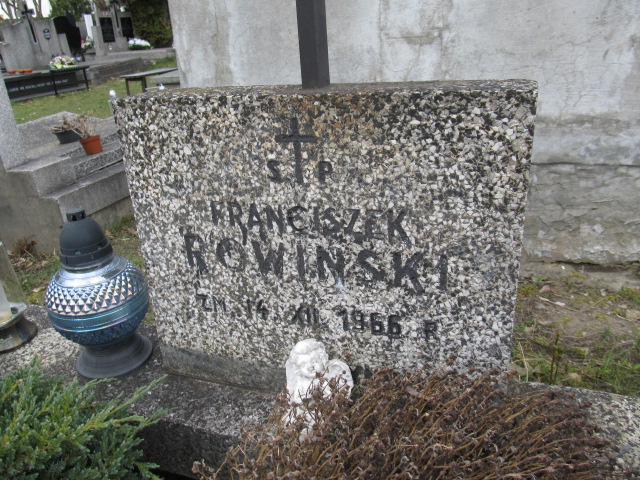 Ś P
FRANCISZEK
ROWIŃSKI
ZM. 14 XII 1966 R